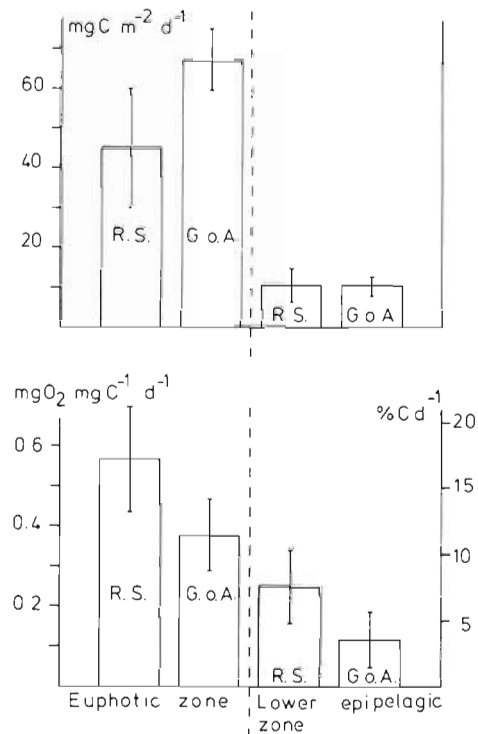 mgC m⁻² d⁻¹
60
40
20
R.S.
G o.A.
R.S.
G o A
mgO₂ mgC⁻¹ d⁻¹
%Cd⁻¹
0.6
0.4
0.2
20
15
10
5
R.S.
G.o.A.
R.S.
G o.A.
Euphotic zone
Lower epipelagic
zone